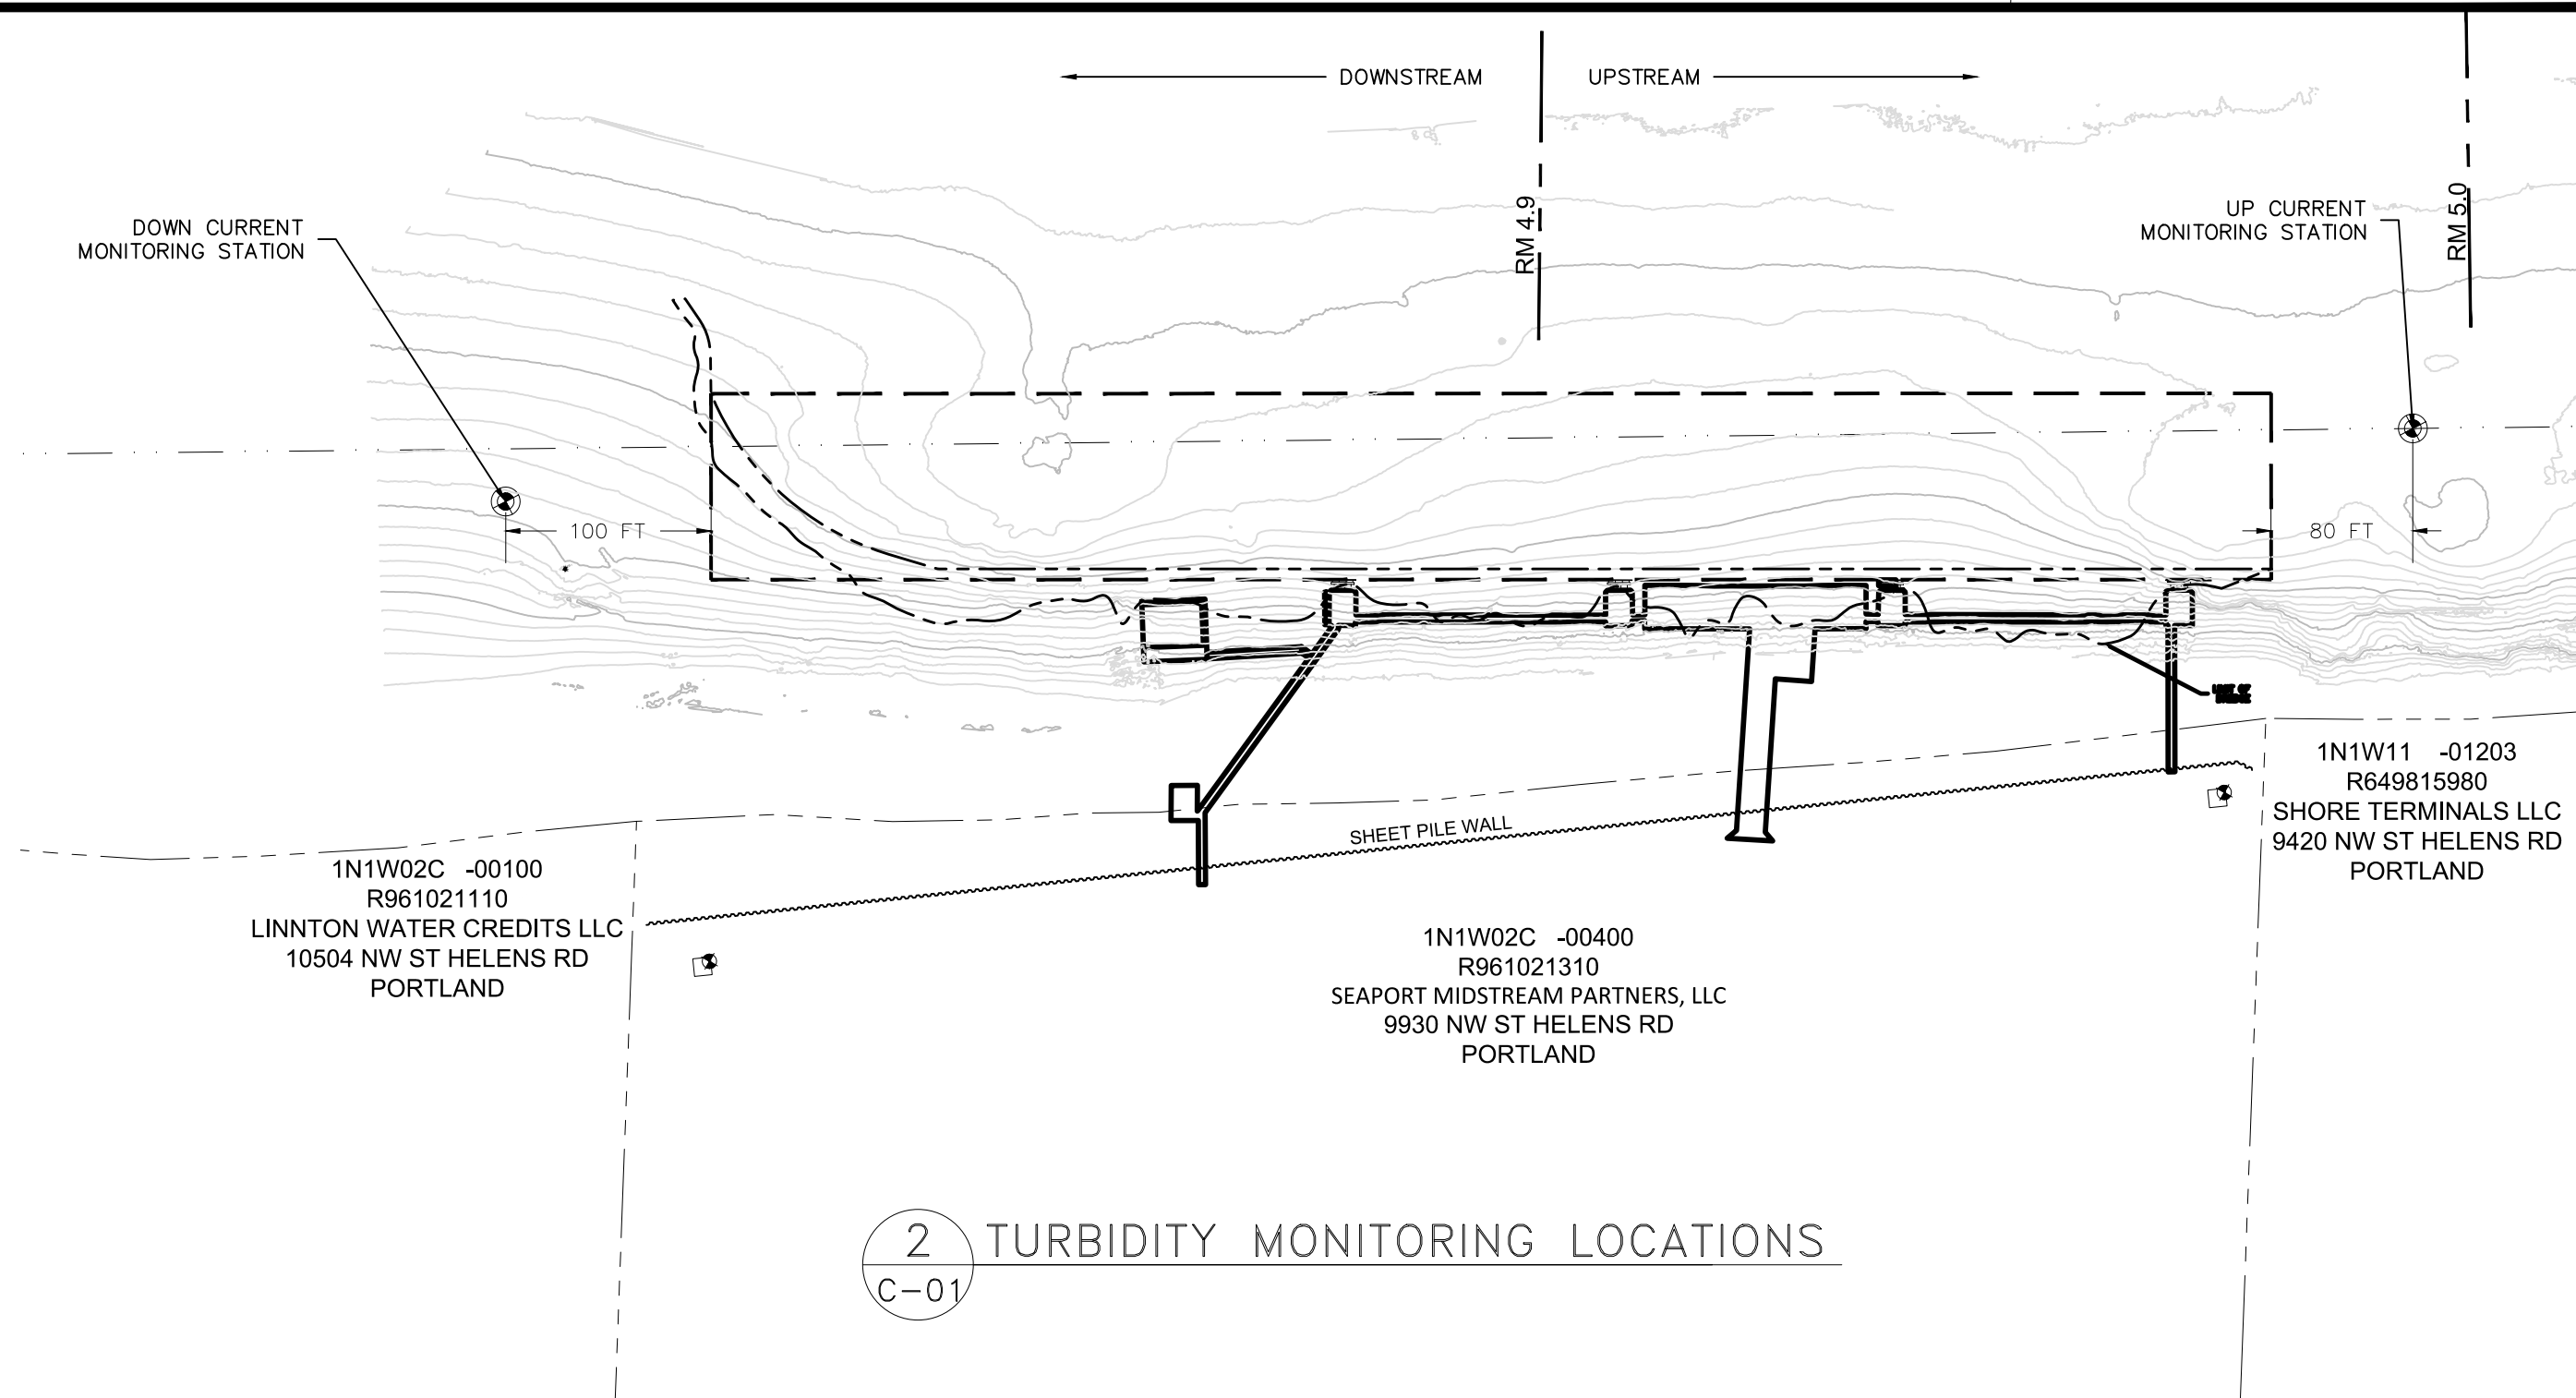 DOWNSTREAM
UPSTREAM
DOWN CURRENT
MONITORING STATION
RM 4.9
UP CURRENT
MONITORING STATION
RM 5.0
100 FT
80 FT
SHEET PILE WALL
1N1W11 -01203
R649815980
SHORE TERMINALS LLC
9420 NW ST HELENS RD
PORTLAND
1N1W02C -00100
R961021110
LINNTON WATER CREDITS LLC
10504 NW ST HELENS RD
PORTLAND
1N1W02C -00400
R961021310
SEAPORT MIDSTREAM PARTNERS, LLC
9930 NW ST HELENS RD
PORTLAND
2
C-01
TURBIDITY MONITORING LOCATIONS